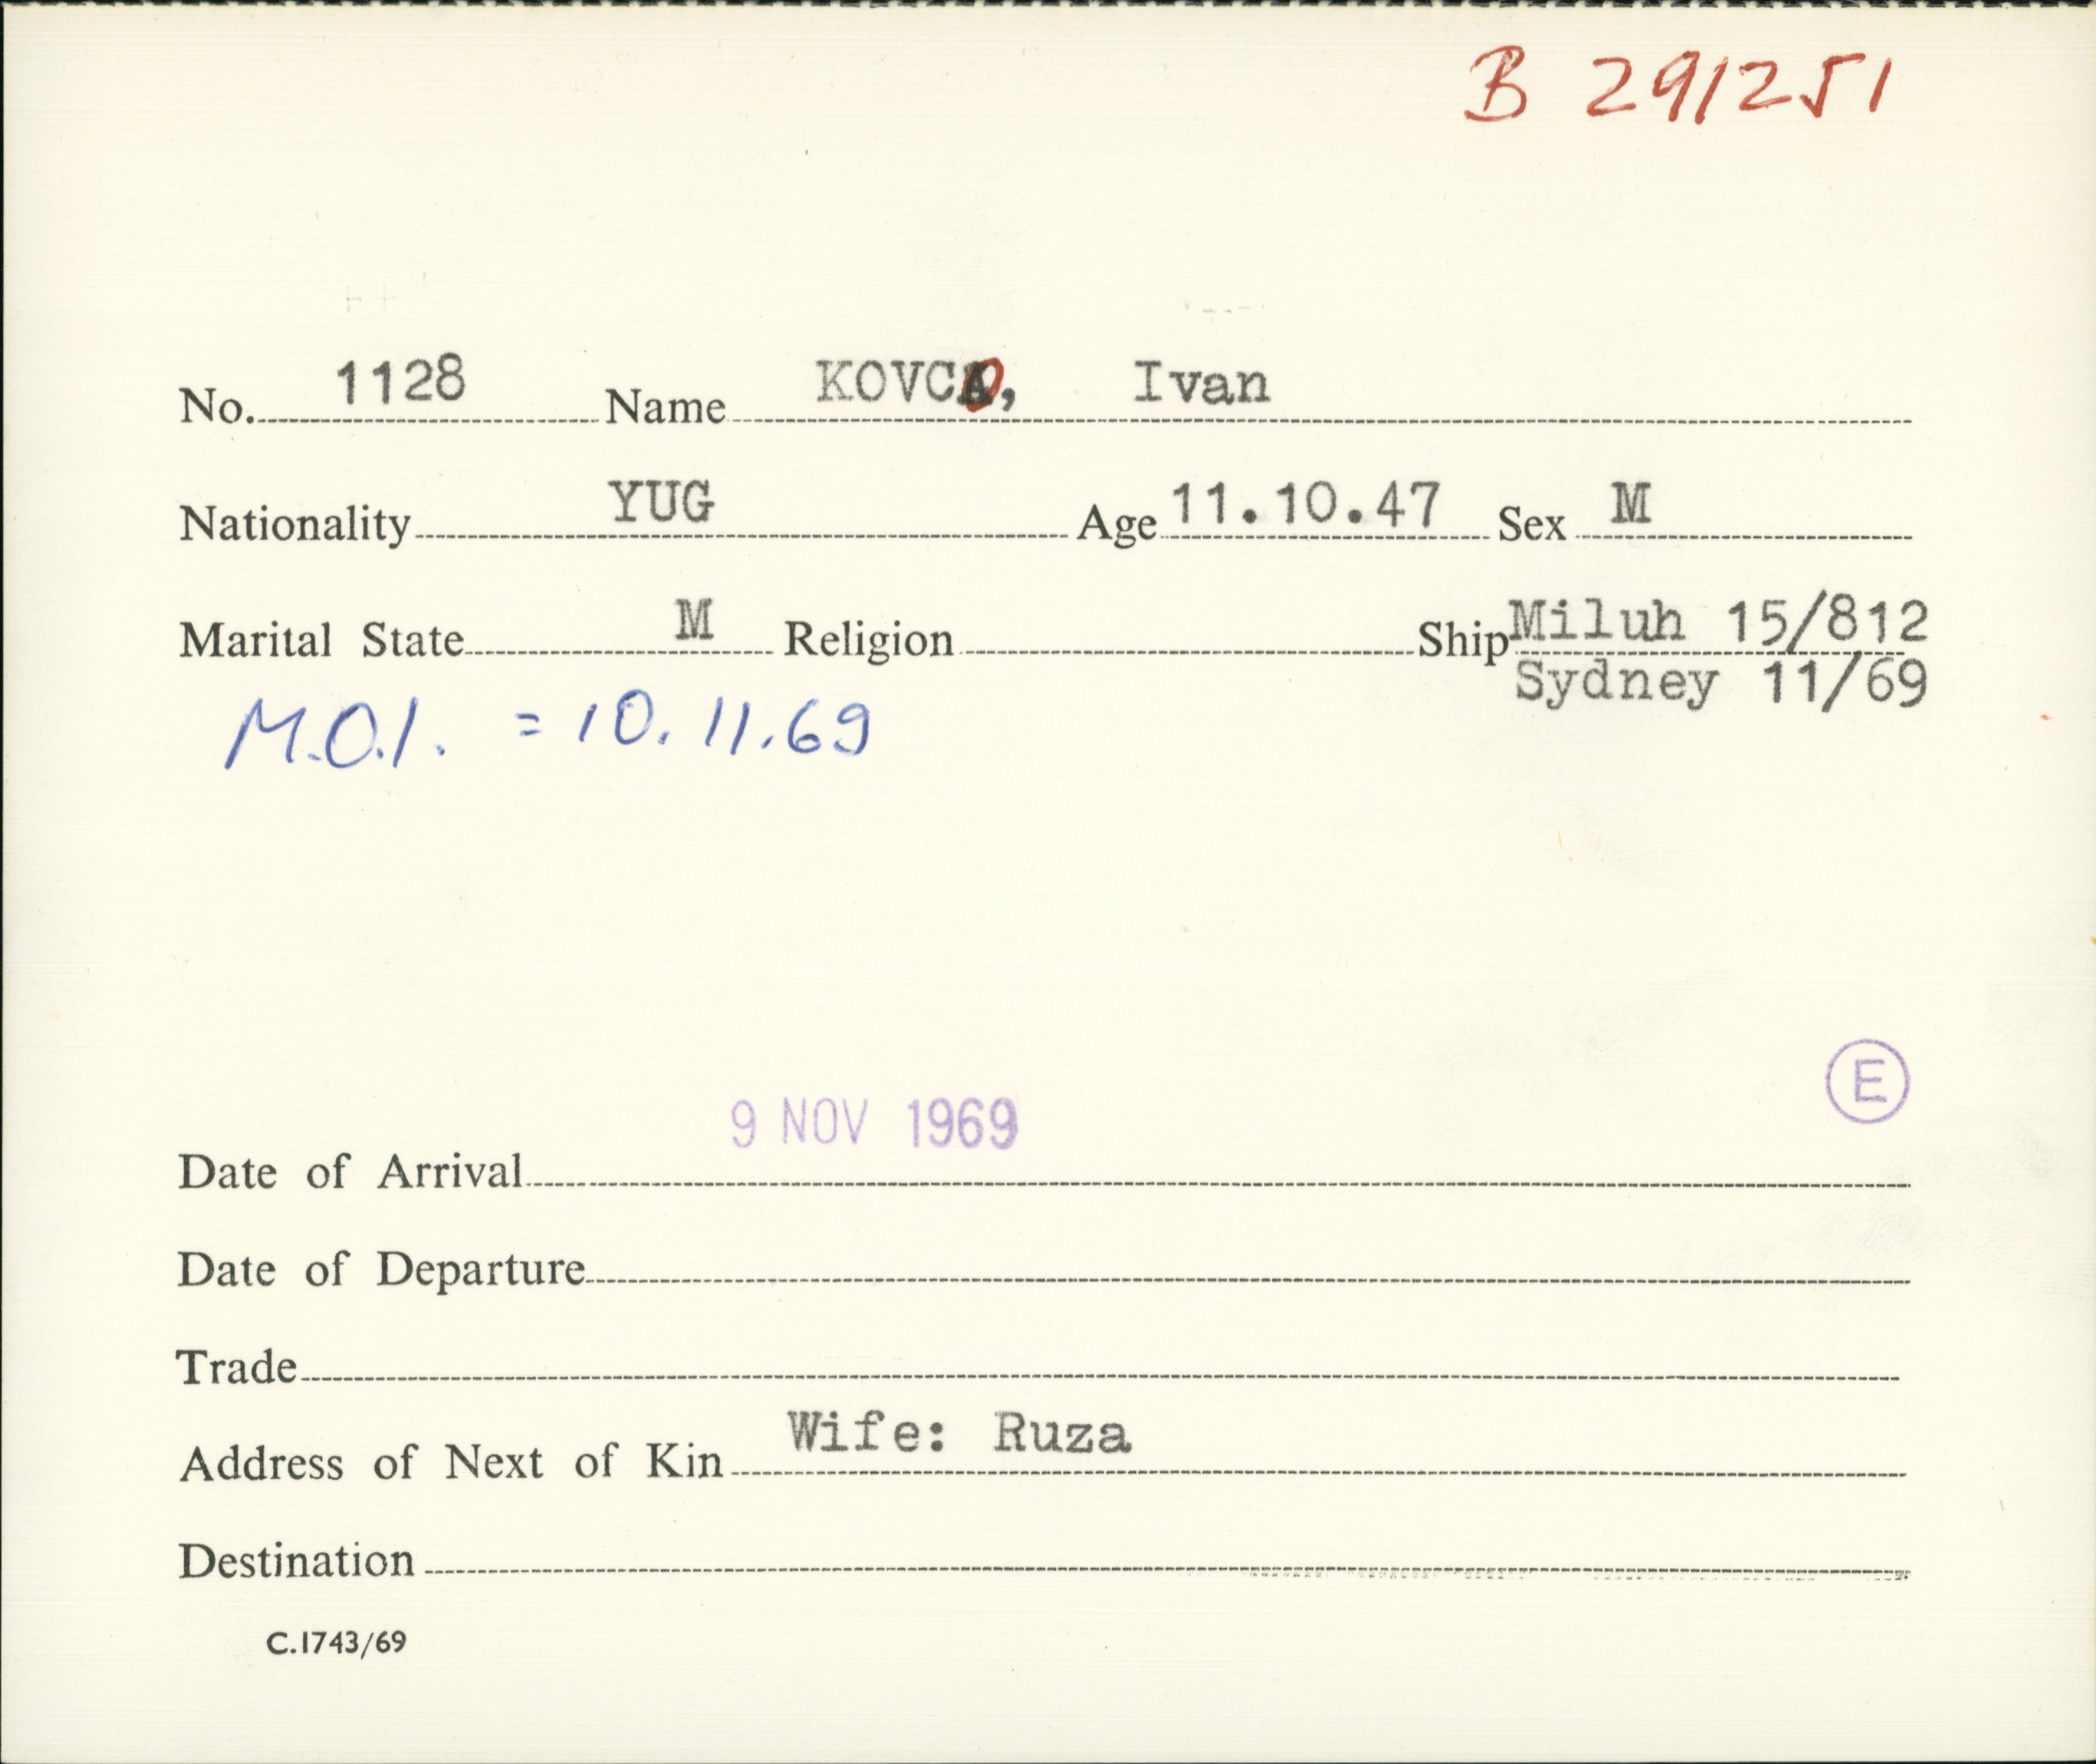 B 291251
No. 1128 Name KOVCO, Ivan
Nationality YUG Age 11.10.47 Sex M
Marital State M Religion Ship Miluh 15/812
Sydney 11/69
M.O.I. = 10.11.69
E
9 NOV 1969
Date of Arrival
Date of Departure
Trade
Address of Next of Kin Wife: Ruza
Destination
C.1743/69